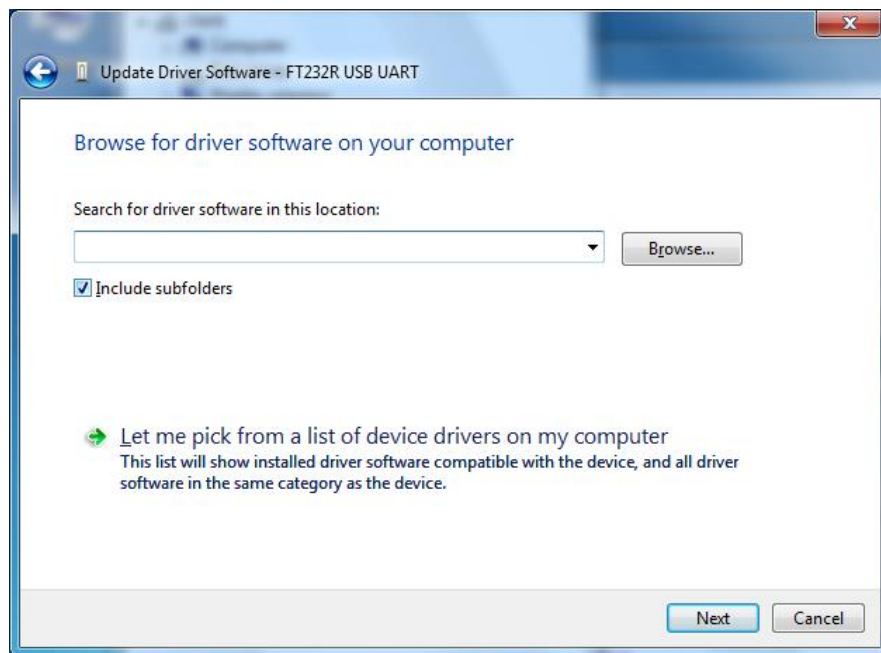 Update Driver Software - FT232R USB UART
Browse for driver software on your computer
Search for driver software in this location:
Browse...
Include subfolders
Let me pick from a list of device drivers on my computer
This list will show installed driver software compatible with the device, and all driver
software in the same category as the device.
Next Cancel